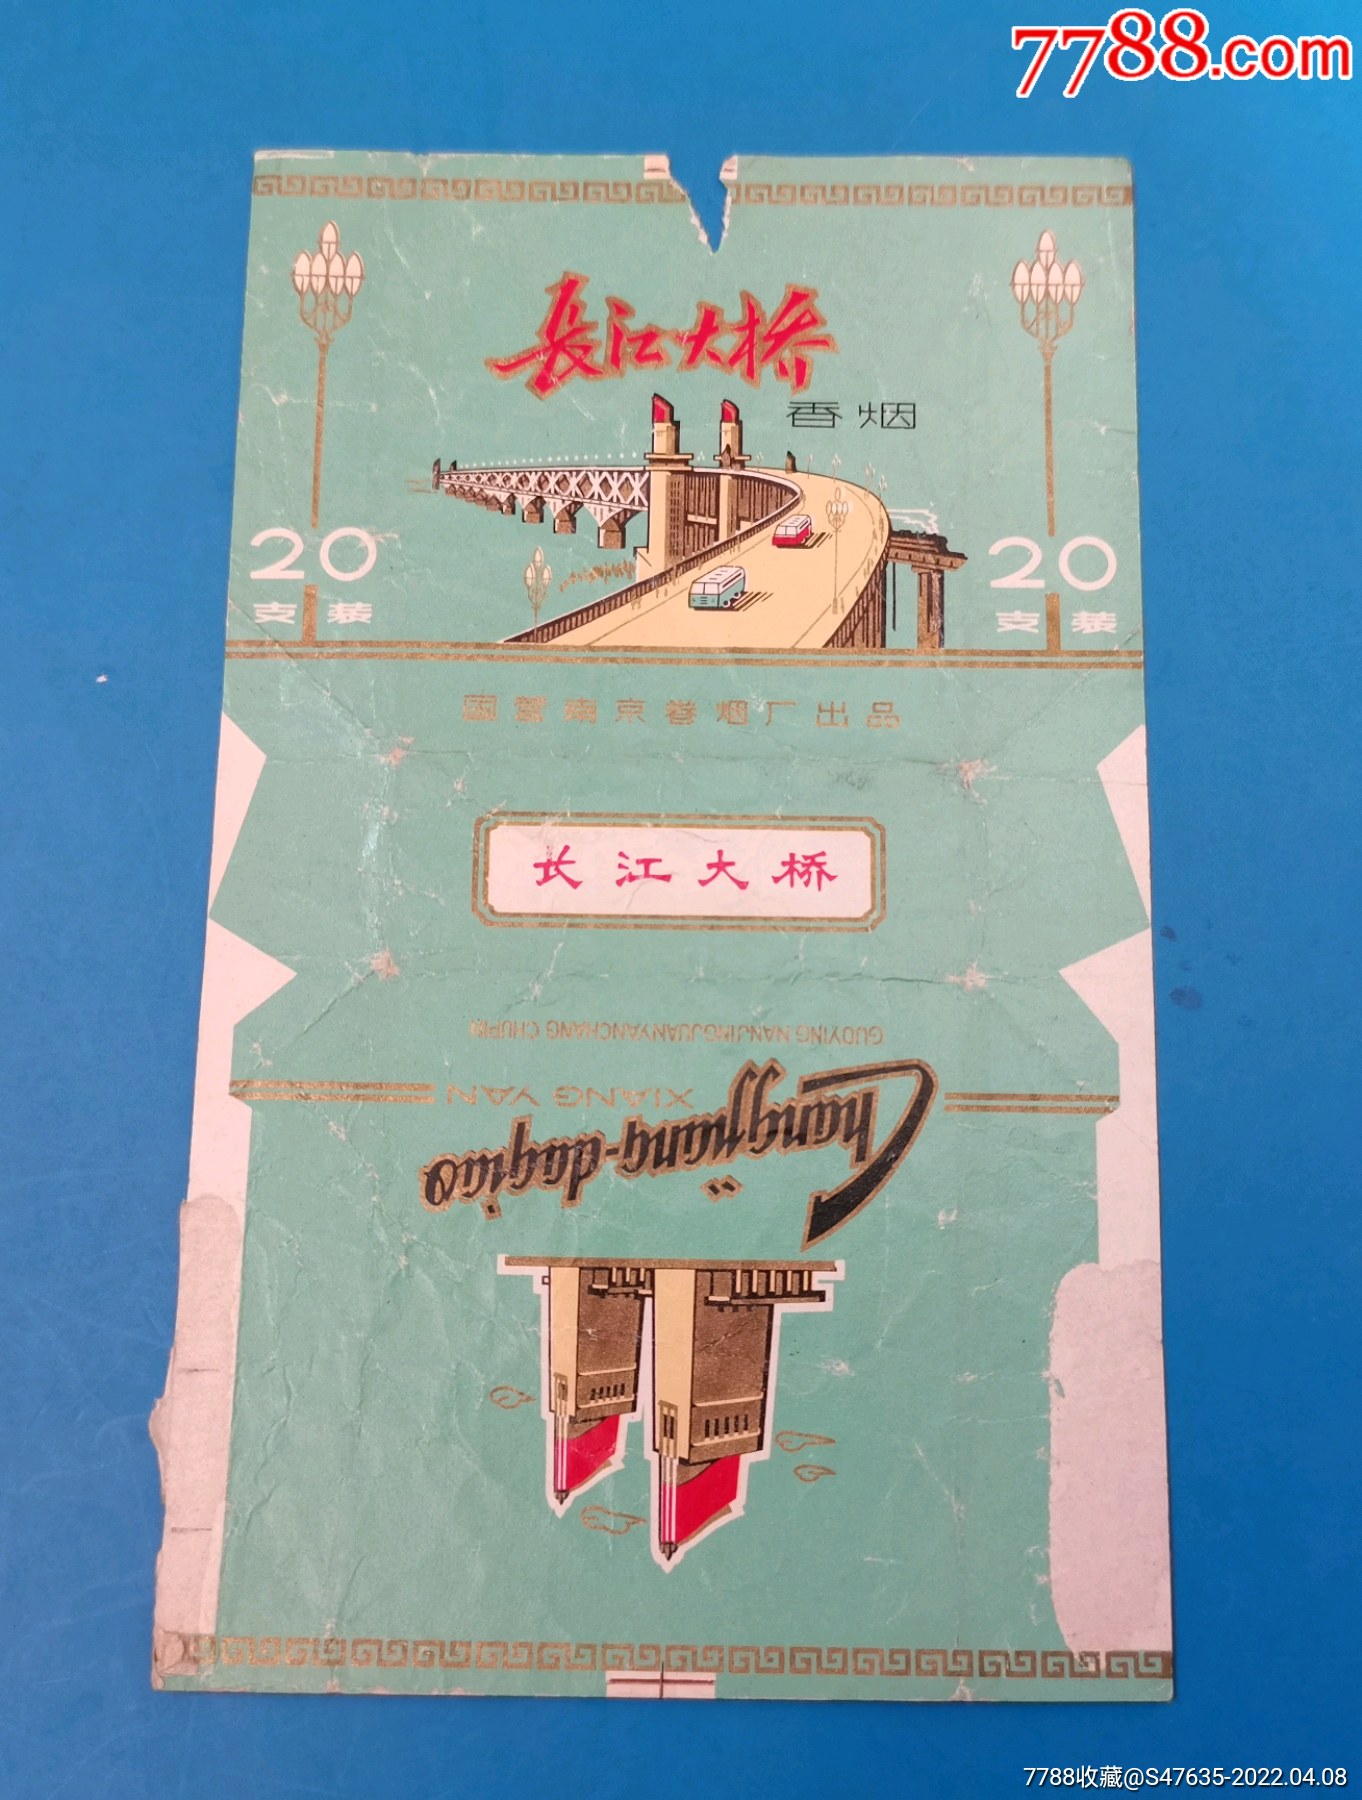 7788.com
長江大桥
香烟
20
支装
20
支装
国营南京卷烟厂出品
长江大桥
GUOYING NANJINGJUANYANCHANG CHUPIN
XIANG YAN
Changjiang-daqiao
7788收藏@S47635-2022.04.08